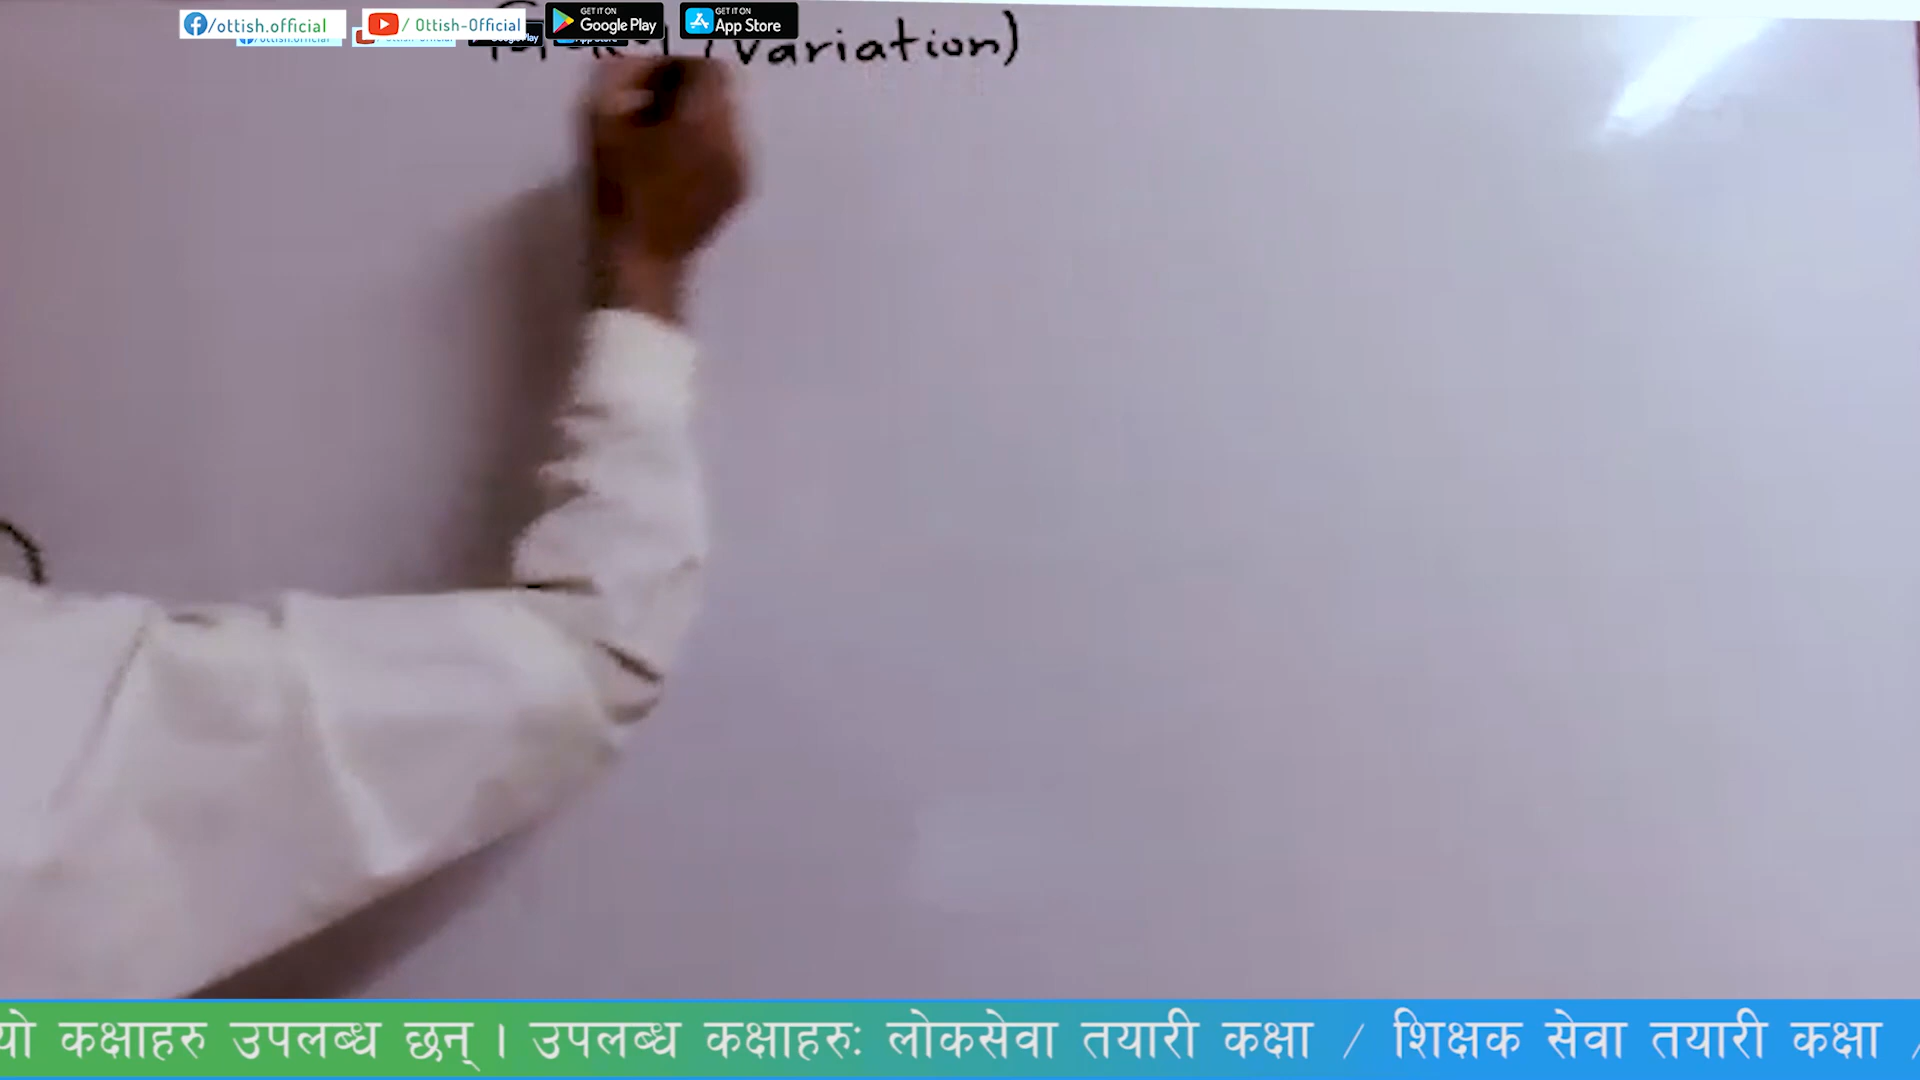 /ottish.official
/ Ottish-Official
GET IT ON
Google Play
GET IT ON
App Store
(variation)
यो कक्षाहरु उपलब्ध छन् । उपलब्ध कक्षाहरुः लोकसेवा तयारी कक्षा / शिक्षक सेवा तयारी कक्षा /